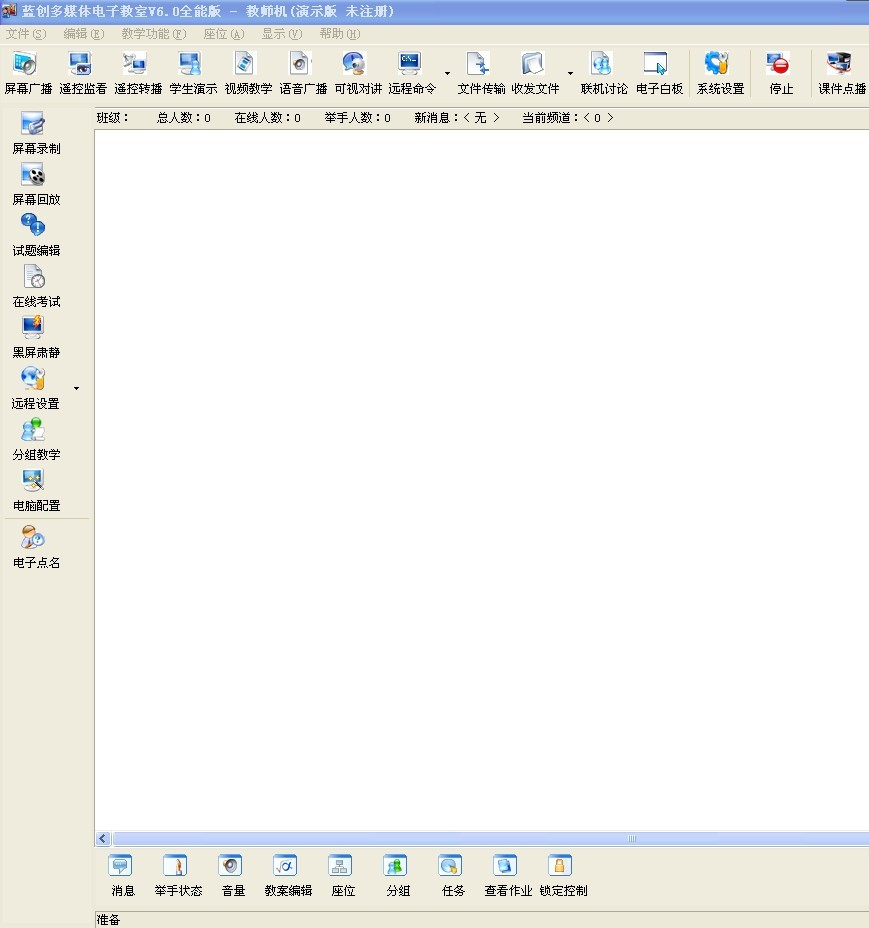 蓝创多媒体电子教室V6.0全能版 - 教师机(演示版 未注册)
文件(S) 编辑(E) 教学功能(F) 座位(A) 显示(V) 帮助(H)
屏幕广播 遥控监看 遥控转播 学生演示 视频教学 语音广播 可视对讲 远程命令 文件传输 收发文件 联机讨论 电子白板 系统设置 停止 课件点播
班级： 总人数：0 在线人数：0 举手人数：0 新消息：< 无 > 当前频道：< 0 >
屏幕录制
屏幕回放
试题编辑
在线考试
黑屏肃静
远程设置
分组教学
电脑配置
电子点名
消息 举手状态 音量 教案编辑 座位 分组 任务 查看作业 锁定控制
准备